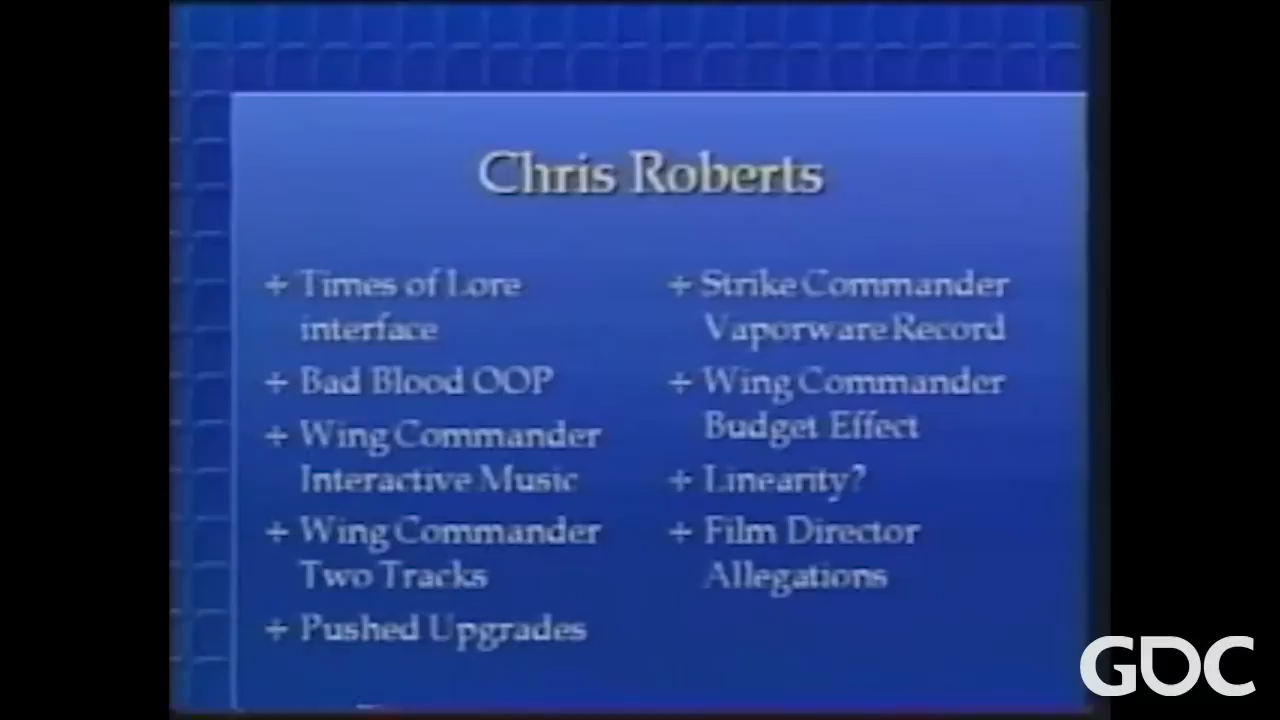 Chris Roberts
+ Times of Lore
interface
+ Bad Blood OOP
+ Wing Commander
Interactive Music
+ Wing Commander
Two Tracks
+ Pushed Upgrades
+ Strike Commander
Vaporware Record
+ Wing Commander
Budget Effect
+ Linearity?
+ Film Director
Allegations
GDC